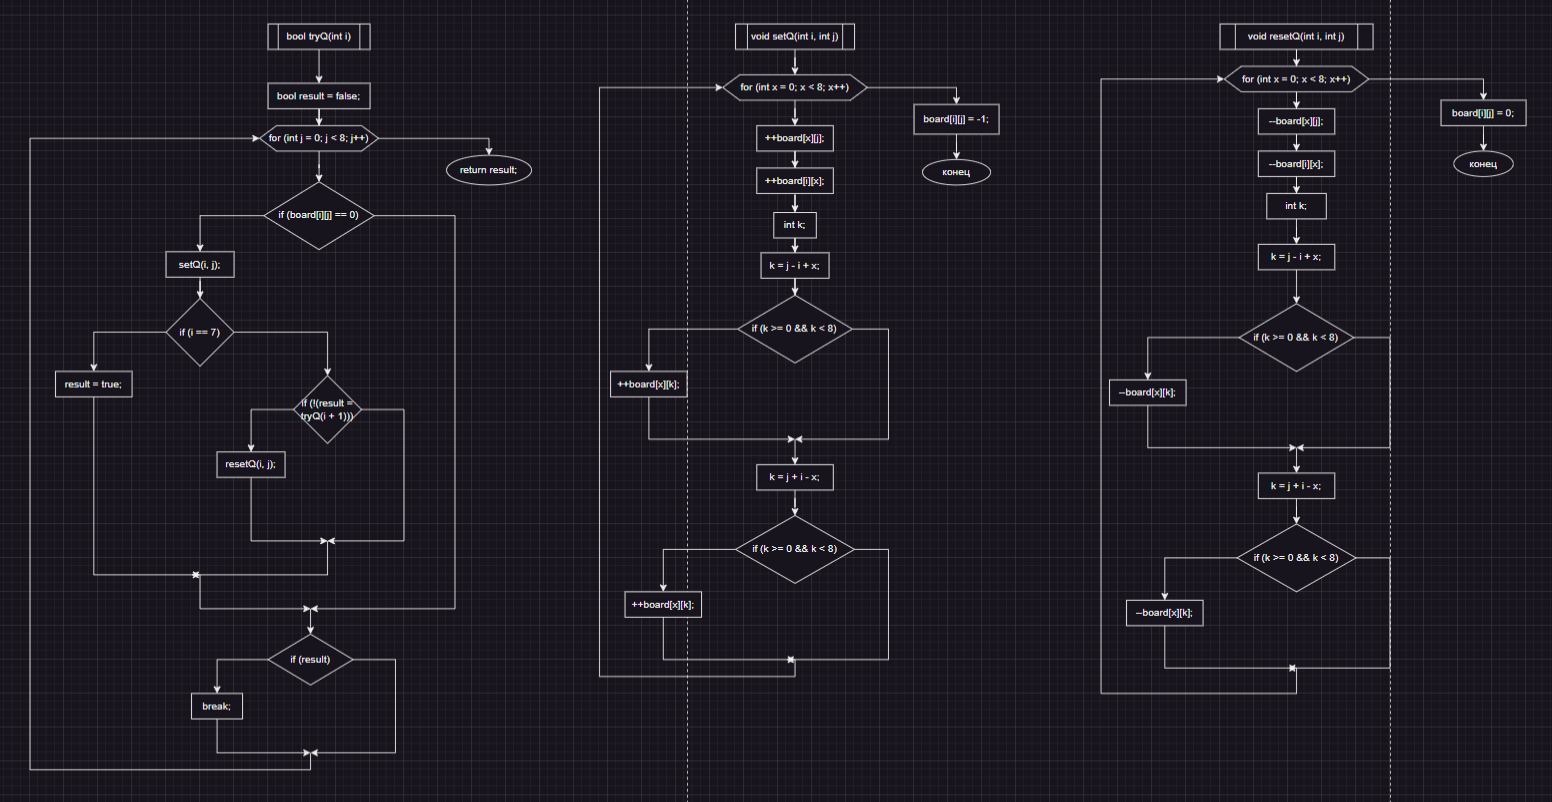 bool tryQ(int i)
bool result = false;
for (int j = 0; j < 8; j++)
return result;
if (board[i][j] == 0)
setQ(i, j);
if (i == 7)
result = true;
if (!(result =
tryQ(i + 1)))
resetQ(i, j);
if (result)
break;
void setQ(int i, int j)
for (int x = 0; x < 8; x++)
board[i][j] = -1;
конец
++board[x][j];
++board[i][x];
int k;
k = j - i + x;
if (k >= 0 && k < 8)
++board[x][k];
k = j + i - x;
if (k >= 0 && k < 8)
++board[x][k];
void resetQ(int i, int j)
for (int x = 0; x < 8; x++)
board[i][j] = 0;
конец
--board[x][j];
--board[i][x];
int k;
k = j - i + x;
if (k >= 0 && k < 8)
--board[x][k];
k = j + i - x;
if (k >= 0 && k < 8)
--board[x][k];